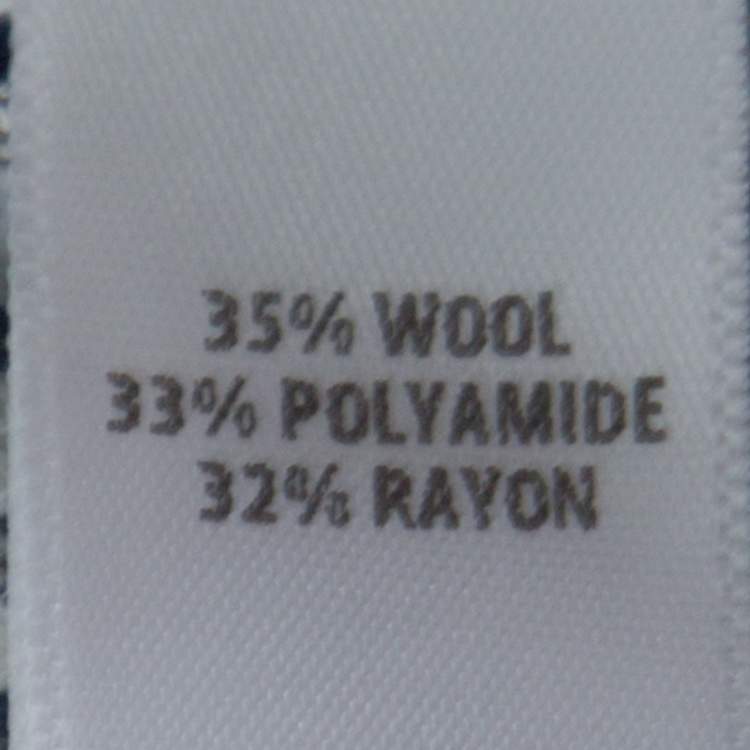 35% WOOL
33% POLYAMIDE
32% RAYON